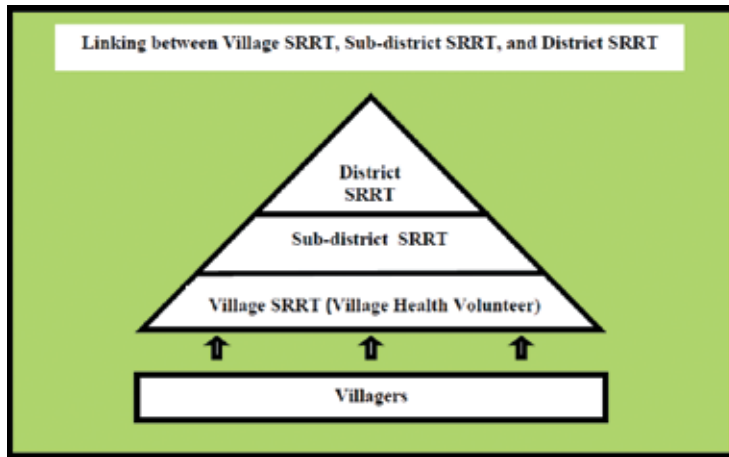 Linking between Village SRRT, Sub-district SRRT, and District SRRT
District
SRRT
Sub-district SRRT
Village SRRT (Village Health Volunteer)
Villagers